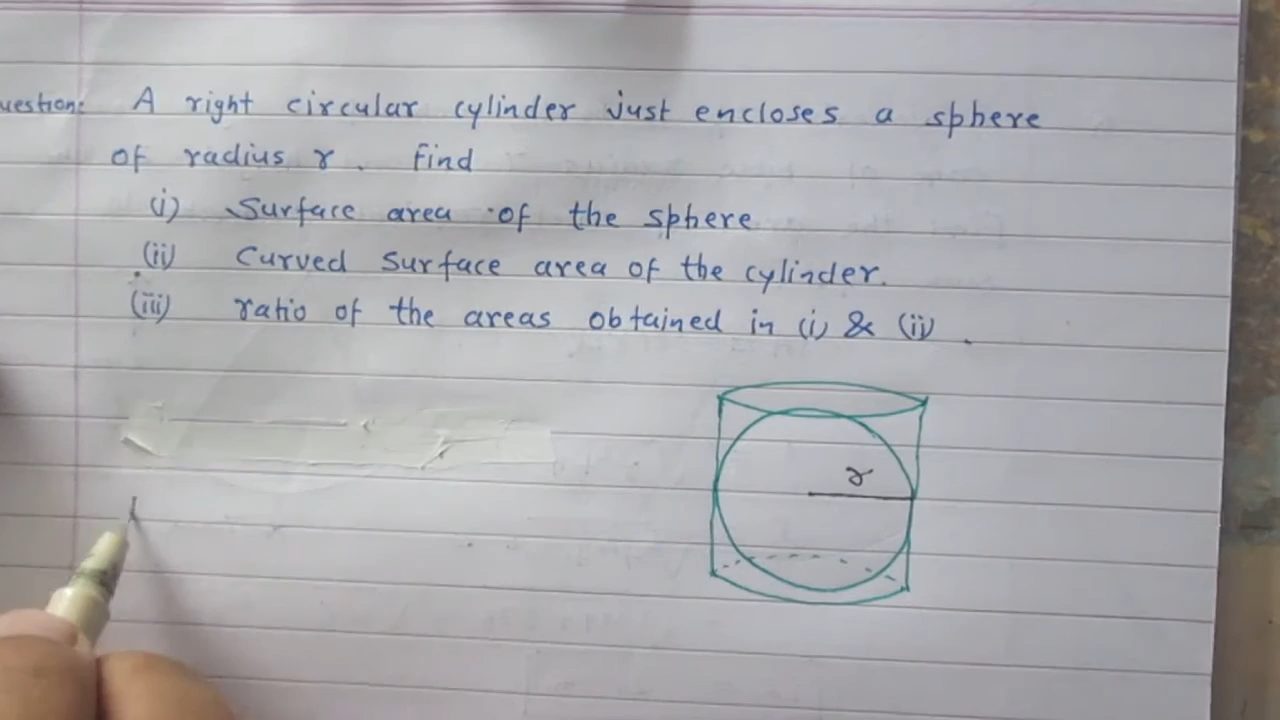 uestion: A right circular cylinder just encloses a sphere
of radius r. Find
(i) Surface area of the sphere
(ii) Curved surface area of the cylinder.
(iii) ratio of the areas obtained in (i) & (ii).
r